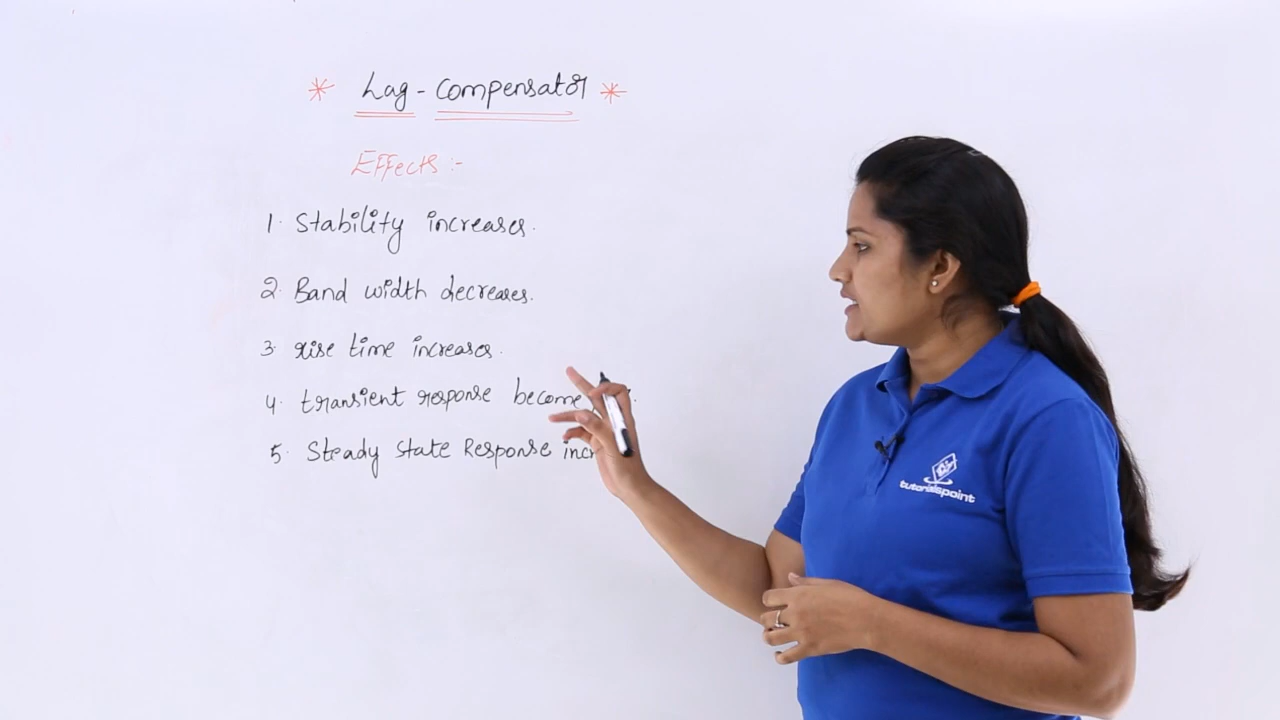 * Lag - Compensator *
Effects :-
1. Stability increases.
2. Band width decreases.
3. rise time increases.
4. transient response become
5. Steady State Response incr
tutorialspoint